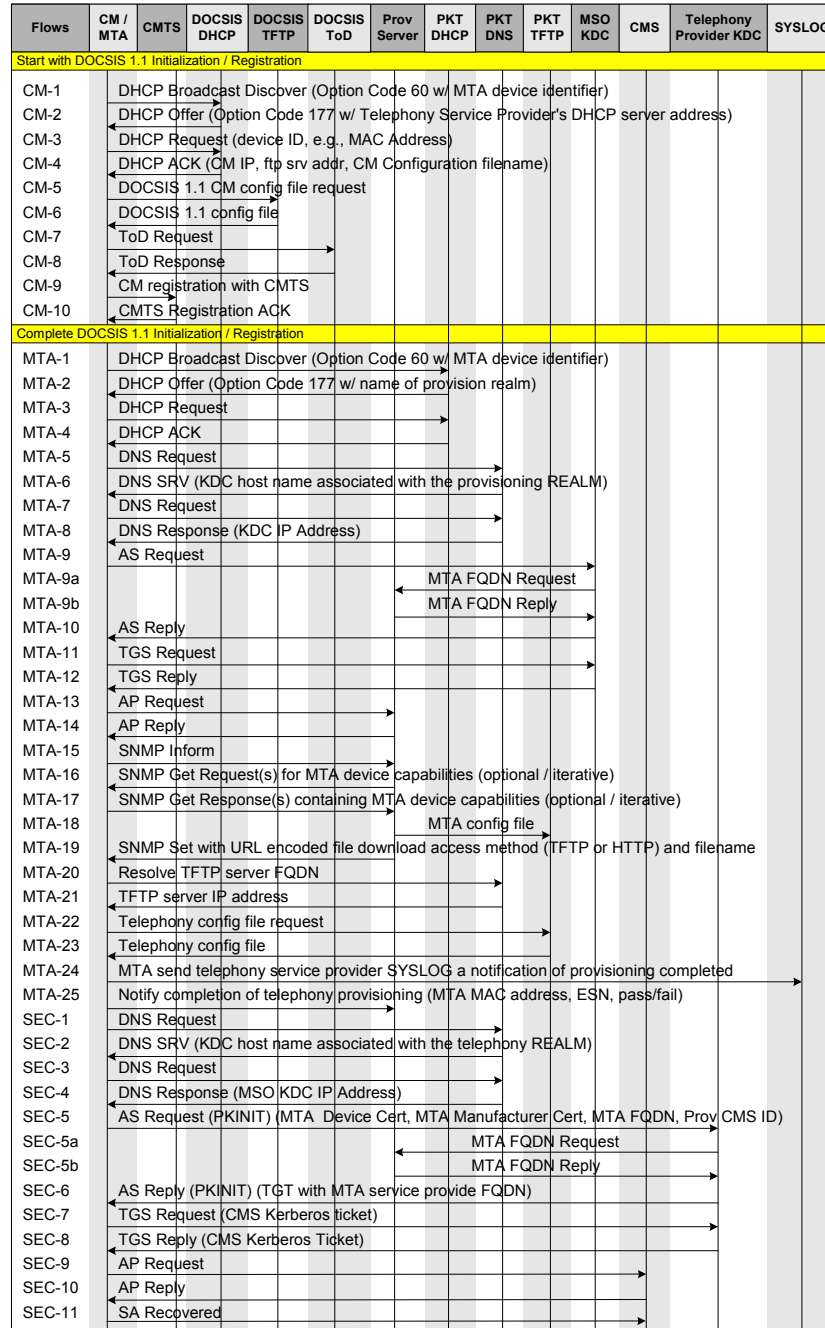 Flows CM / MTA CMTS DOCSIS DHCP DOCSIS TFTP DOCSIS ToD Prov Server PKT DHCP PKT DNS PKT TFTP MSO KDC CMS Telephony Provider KDC SYSLOG
Start with DOCSIS 1.1 Initialization / Registration
CM-1 DHCP Broadcast Discover (Option Code 60 w/ MTA device identifier)
CM-2 DHCP Offer (Option Code 177 w/ Telephony Service Provider's DHCP server address)
CM-3 DHCP Request (device ID, e.g., MAC Address)
CM-4 DHCP ACK (CM IP, ftp srv addr, CM Configuration filename)
CM-5 DOCSIS 1.1 CM config file request
CM-6 DOCSIS 1.1 config file
CM-7 ToD Request
CM-8 ToD Response
CM-9 CM registration with CMTS
CM-10 CMTS Registration ACK
Complete DOCSIS 1.1 Initialization / Registration
MTA-1 DHCP Broadcast Discover (Option Code 60 w/ MTA device identifier)
MTA-2 DHCP Offer (Option Code 177 w/ name of provision realm)
MTA-3 DHCP Request
MTA-4 DHCP ACK
MTA-5 DNS Request
MTA-6 DNS SRV (KDC host name associated with the provisioning REALM)
MTA-7 DNS Request
MTA-8 DNS Response (KDC IP Address)
MTA-9 AS Request
MTA-9a MTA FQDN Request
MTA-9b MTA FQDN Reply
MTA-10 AS Reply
MTA-11 TGS Request
MTA-12 TGS Reply
MTA-13 AP Request
MTA-14 AP Reply
MTA-15 SNMP Inform
MTA-16 SNMP Get Request(s) for MTA device capabilities (optional / iterative)
MTA-17 SNMP Get Response(s) containing MTA device capabilities (optional / iterative)
MTA-18 MTA config file
MTA-19 SNMP Set with URL encoded file download access method (TFTP or HTTP) and filename
MTA-20 Resolve TFTP server FQDN
MTA-21 TFTP server IP address
MTA-22 Telephony config file request
MTA-23 Telephony config file
MTA-24 MTA send telephony service provider SYSLOG a notification of provisioning completed
MTA-25 Notify completion of telephony provisioning (MTA MAC address, ESN, pass/fail)
SEC-1 DNS Request
SEC-2 DNS SRV (KDC host name associated with the telephony REALM)
SEC-3 DNS Request
SEC-4 DNS Response (MSO KDC IP Address)
SEC-5 AS Request (PKINIT) (MTA Device Cert, MTA Manufacturer Cert, MTA FQDN, Prov CMS ID)
SEC-5a MTA FQDN Request
SEC-5b MTA FQDN Reply
SEC-6 AS Reply (PKINIT) (TGT with MTA service provide FQDN)
SEC-7 TGS Request (CMS Kerberos ticket)
SEC-8 TGS Reply (CMS Kerberos Ticket)
SEC-9 AP Request
SEC-10 AP Reply
SEC-11 SA Recovered